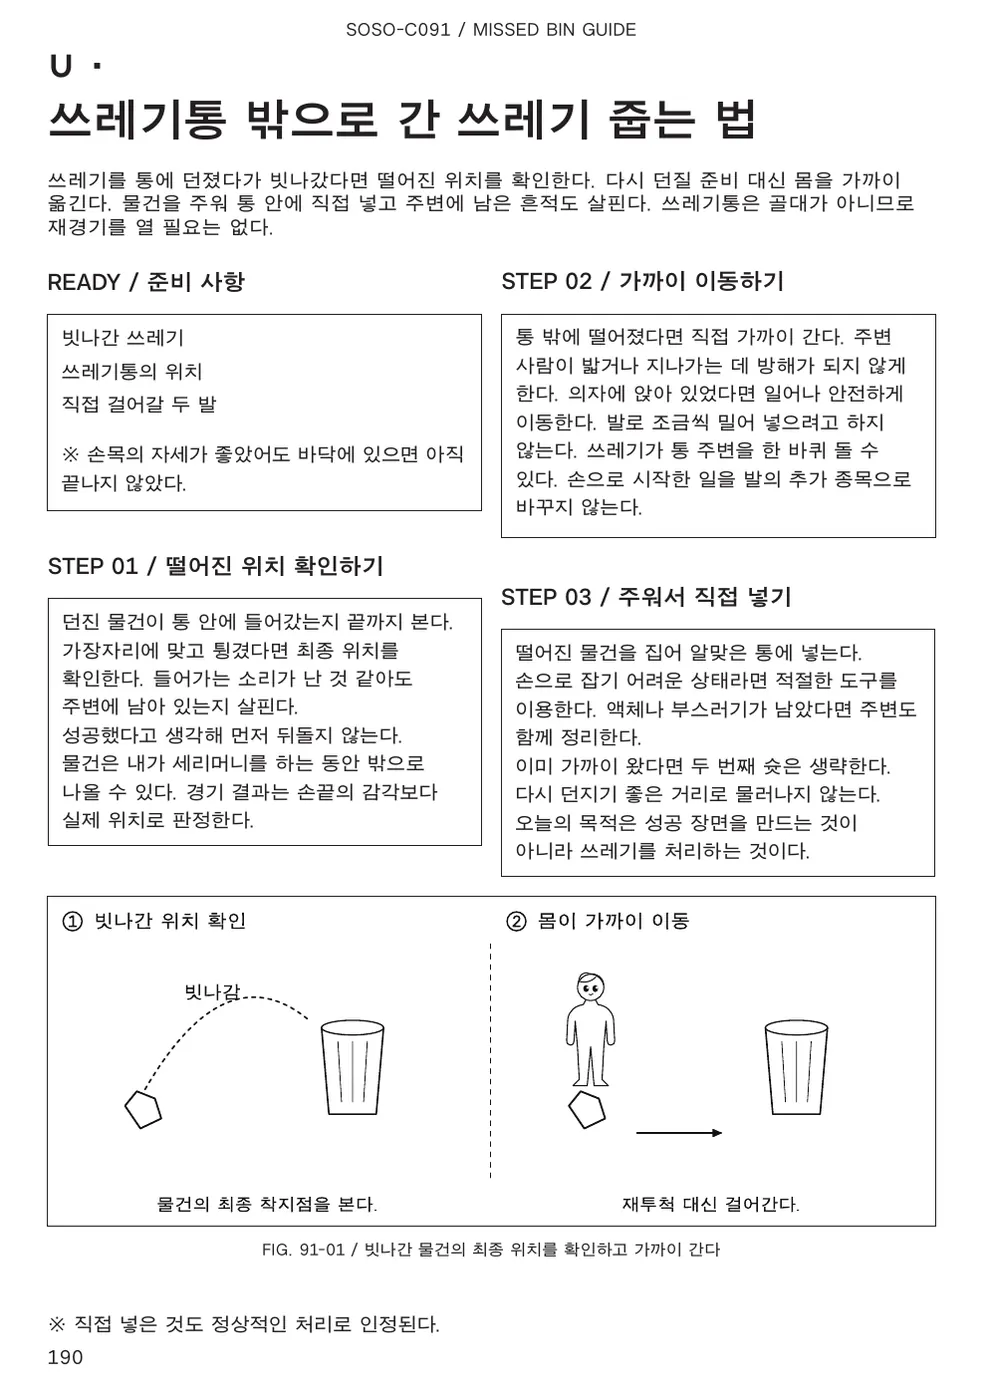 SOSO-C091 / MISSED BIN GUIDE
U ·
쓰레기통 밖으로 간 쓰레기 줍는 법
쓰레기를 통에 던졌다가 빗나갔다면 떨어진 위치를 확인한다. 다시 던질 준비 대신 몸을 가까이
옮긴다. 물건을 주워 통 안에 직접 넣고 주변에 남은 흔적도 살핀다. 쓰레기통은 골대가 아니므로
재경기를 열 필요는 없다.
READY / 준비 사항
빗나간 쓰레기
쓰레기통의 위치
직접 걸어갈 두 발
※ 손목의 자세가 좋았어도 바닥에 있으면 아직
끝나지 않았다.
STEP 01 / 떨어진 위치 확인하기
던진 물건이 통 안에 들어갔는지 끝까지 본다.
가장자리에 맞고 튕겼다면 최종 위치를
확인한다. 들어가는 소리가 난 것 같아도
주변에 남아 있는지 살핀다.
성공했다고 생각해 먼저 뒤돌지 않는다.
물건은 내가 세리머니를 하는 동안 밖으로
나올 수 있다. 경기 결과는 손끝의 감각보다
실제 위치로 판정한다.
STEP 02 / 가까이 이동하기
통 밖에 떨어졌다면 직접 가까이 간다. 주변
사람이 밟거나 지나가는 데 방해가 되지 않게
한다. 의자에 앉아 있었다면 일어나 안전하게
이동한다. 발로 조금씩 밀어 넣으려고 하지
않는다. 쓰레기가 통 주변을 한 바퀴 돌 수
있다. 손으로 시작한 일을 발의 추가 종목으로
바꾸지 않는다.
STEP 03 / 주워서 직접 넣기
떨어진 물건을 집어 알맞은 통에 넣는다.
손으로 잡기 어려운 상태라면 적절한 도구를
이용한다. 액체나 부스러기가 남았다면 주변도
함께 정리한다.
이미 가까이 왔다면 두 번째 슛은 생략한다.
다시 던지기 좋은 거리로 물러나지 않는다.
오늘의 목적은 성공 장면을 만드는 것이
아니라 쓰레기를 처리하는 것이다.
① 빗나간 위치 확인
빗나감
물건의 최종 착지점을 본다.
② 몸이 가까이 이동
재투척 대신 걸어간다.
FIG. 91-01 / 빗나간 물건의 최종 위치를 확인하고 가까이 간다
※ 직접 넣은 것도 정상적인 처리로 인정된다.
190